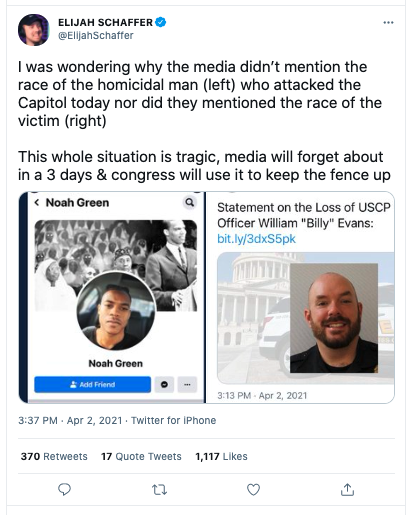 ELIJAH SCHAFFER
@ElijahSchaffer
I was wondering why the media didn't mention the
race of the homicidal man (left) who attacked the
Capitol today nor did they mentioned the race of the
victim (right)
This whole situation is tragic, media will forget about
in a 3 days & congress will use it to keep the fence up
Noah Green
Noah Green
Add Friend
Statement on the Loss of USCP
Officer William "Billy" Evans:
bit.ly/3dxS5pk
3:13 PM · Apr 2, 2021
3:37 PM · Apr 2, 2021 · Twitter for iPhone
370 Retweets 17 Quote Tweets 1,117 Likes